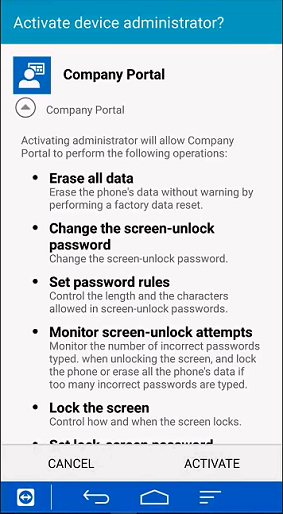 Activate device administrator?
Company Portal
Company Portal
Activating administrator will allow Company
Portal to perform the following operations:
• Erase all data
Erase the phone's data without warning by
performing a factory data reset.
• Change the screen-unlock
password
Change the screen-unlock password.
• Set password rules
Control the length and the characters
allowed in screen-unlock passwords.
• Monitor screen-unlock attempts
Monitor the number of incorrect passwords
typed. when unlocking the screen, and lock
the phone or erase all the phone's data if
too many incorrect passwords are typed.
• Lock the screen
Control how and when the screen locks.
• Set lock-screen password
CANCEL
ACTIVATE